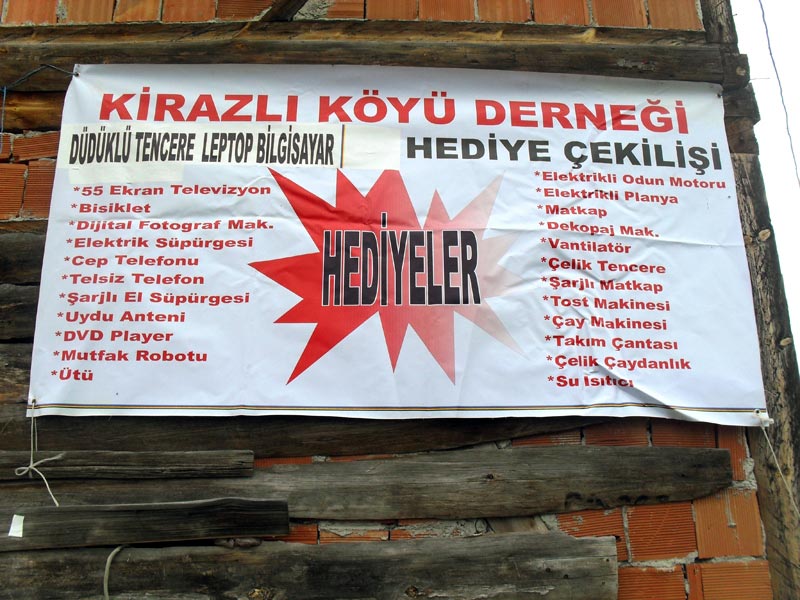 KİRAZLI KÖYÜ DERNEĞİ
DÜDÜKLÜ TENCERE LEPTOP BİLGİSAYAR
HEDİYE ÇEKİLİŞİ
*55 Ekran Televizyon
*Bisiklet
*Dijital Fotograf Mak.
*Elektrik Süpürgesi
*Cep Telefonu
*Telsiz Telefon
*Şarjlı El Süpürgesi
*Uydu Anteni
*DVD Player
*Mutfak Robotu
*Ütü
HEDİYELER
*Elektrikli Odun Motoru
*Elektrikli Planya
*Matkap
*Dekopaj Mak.
*Vantilatör
*Çelik Tencere
*Şarjlı Matkap
*Tost Makinesi
*Çay Makinesi
*Takım Çantası
*Çelik Çaydanlık
*Su Isıtıcı